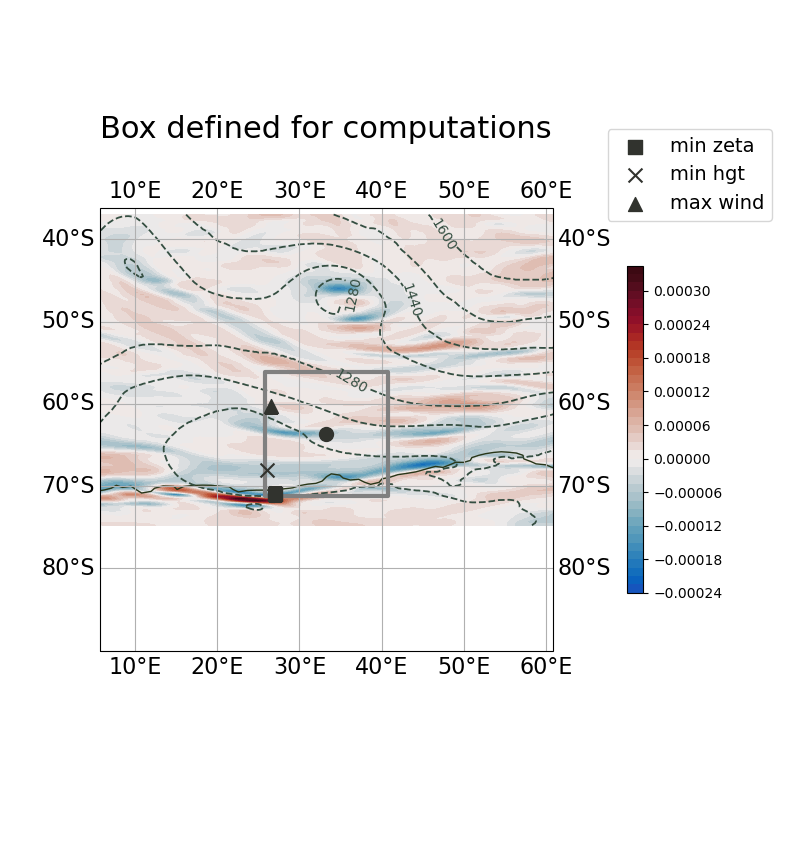 Box defined for computations
min zeta
min hgt
max wind
10°E 20°E 30°E 40°E 50°E 60°E
40°S 40°S
50°S 50°S
60°S 60°S
70°S 70°S
80°S 80°S
10°E 20°E 30°E 40°E 50°E 60°E
1600
1280
1440
1280
0.00030
0.00024
0.00018
0.00012
0.00006
0.00000
−0.00006
−0.00012
−0.00018
−0.00024